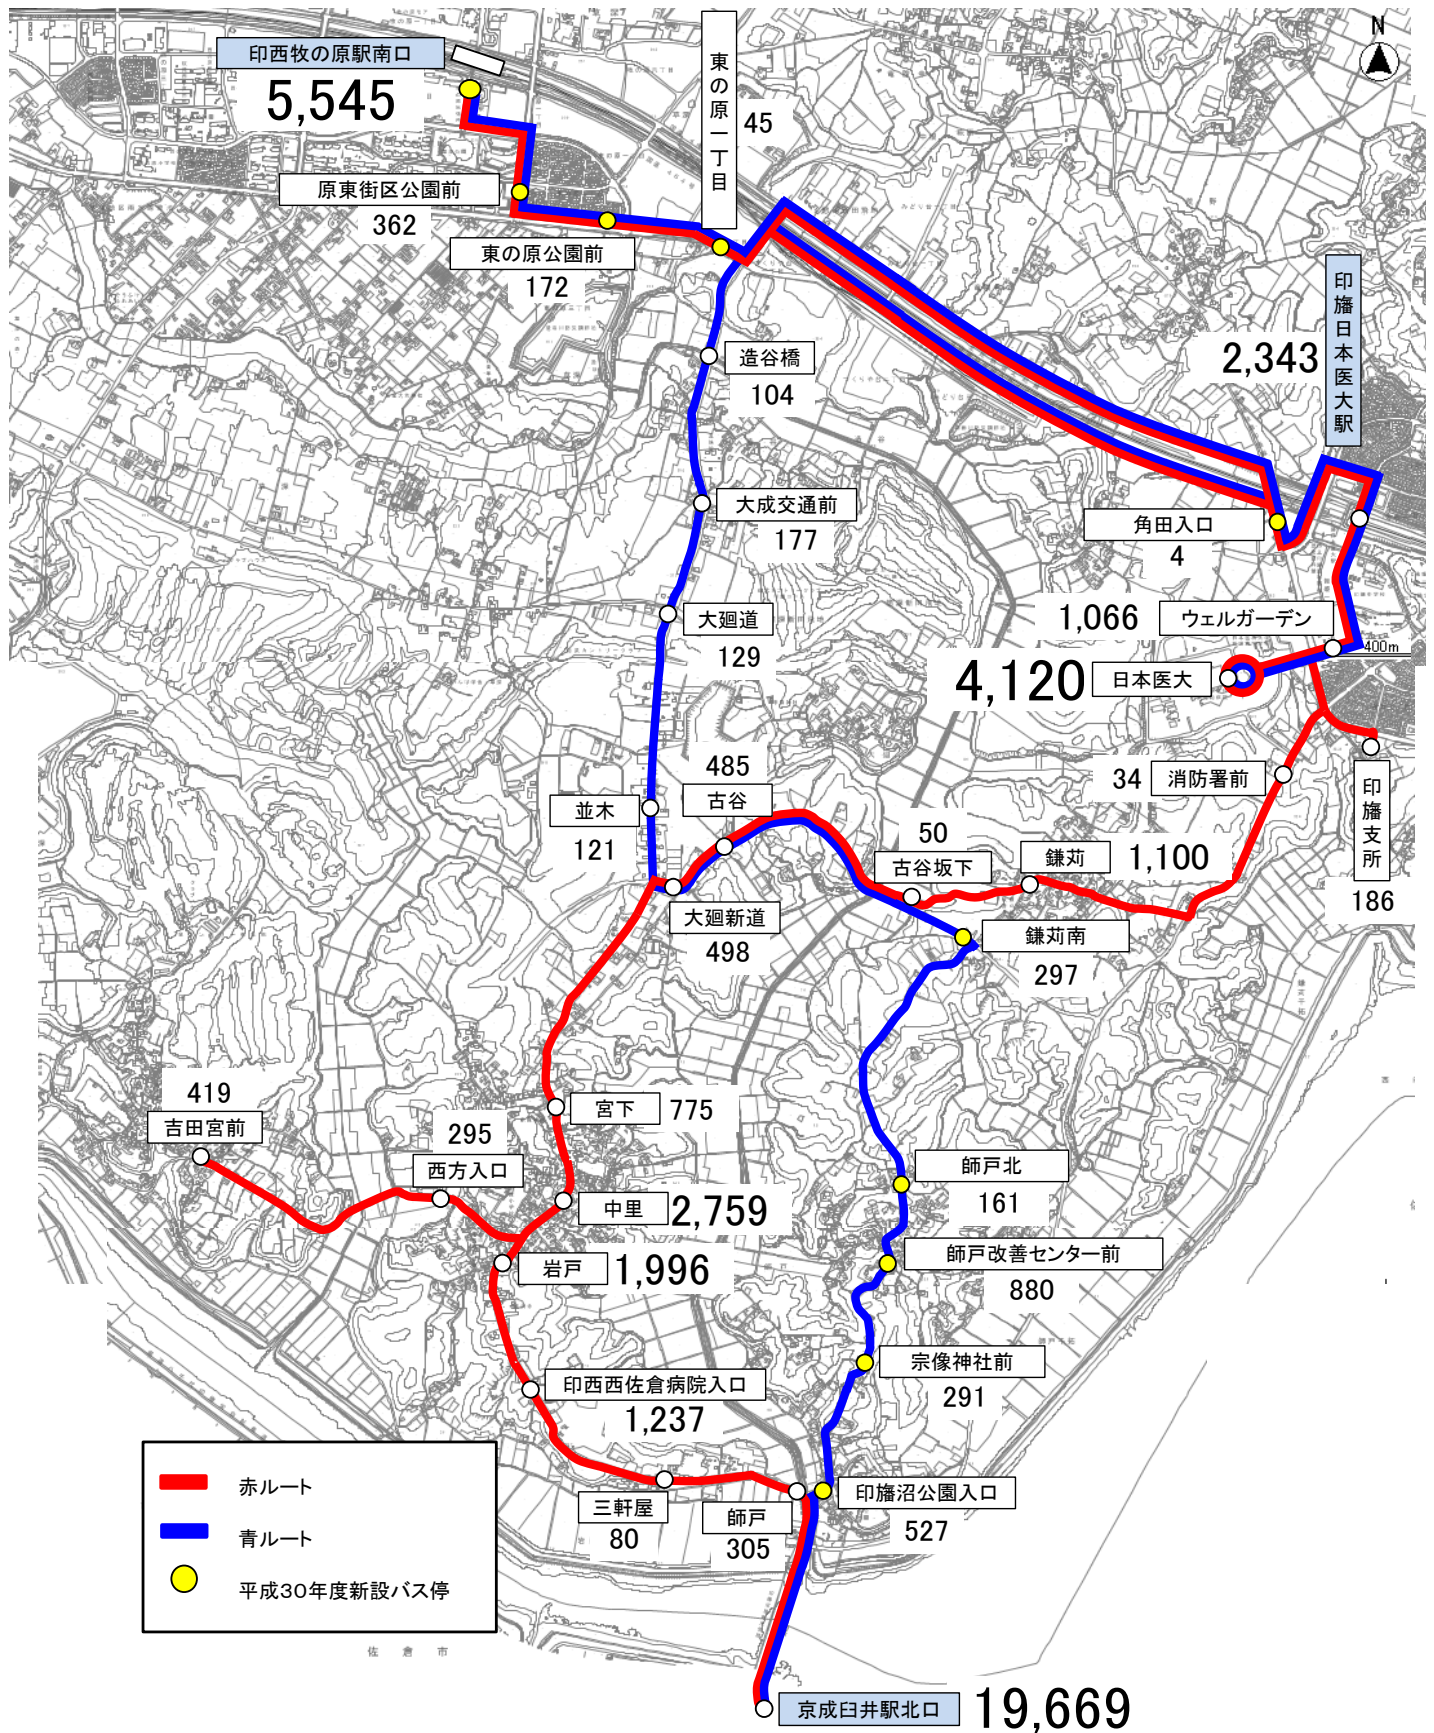 N
印西牧の原駅南口
5,545
東の原一丁目
45
原東街区公園前
362
東の原公園前
172
造谷橋
104
印旛日本医大駅
2,343
大成交通前
177
角田入口
4
大廻道
129
1,066
ウェルガーデン
400m
4,120
日本医大
485
古谷
34
消防署前
印旛支所
186
並木
121
50
古谷坂下
鎌苅
1,100
大廻新道
498
鎌苅南
297
419
吉田宮前
295
西方入口
宮下
775
師戸北
161
中里
2,759
岩戸
1,996
師戸改善センター前
880
宗像神社前
291
印西西佐倉病院入口
1,237
三軒屋
80
師戸
305
印旛沼公園入口
527
赤ルート
青ルート
平成30年度新設バス停
佐倉市
京成臼井駅北口
19,669